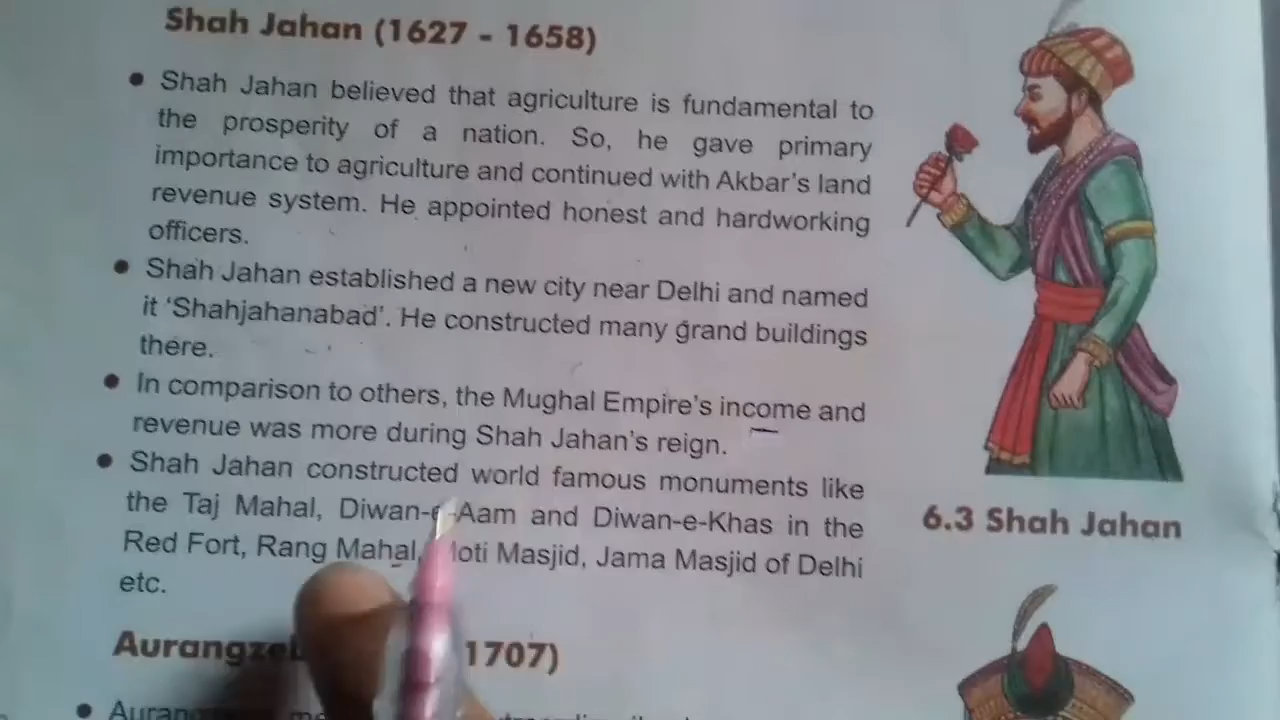 Shah Jahan (1627 - 1658)
• Shah Jahan believed that agriculture is fundamental to
the prosperity of a nation. So, he gave primary
importance to agriculture and continued with Akbar's land
revenue system. He appointed honest and hardworking
officers.
• Shah Jahan established a new city near Delhi and named
it 'Shahjahanabad'. He constructed many grand buildings
there.
• In comparison to others, the Mughal Empire's income and
revenue was more during Shah Jahan's reign.
• Shah Jahan constructed world famous monuments like
the Taj Mahal, Diwan-e-Aam and Diwan-e-Khas in the
Red Fort, Rang Mahal, Moti Masjid, Jama Masjid of Delhi
etc.
6.3 Shah Jahan
Aurangzeb 1707)